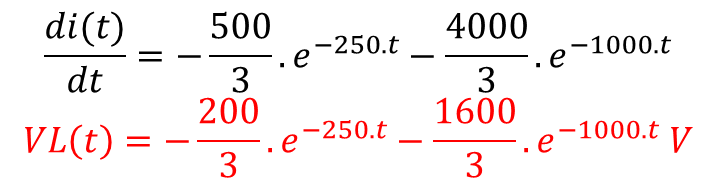 di(t)/dt = −500/3 . e^−250.t − 4000/3 . e^−1000.t
VL(t) = −200/3 . e^−250.t − 1600/3 . e^−1000.t V